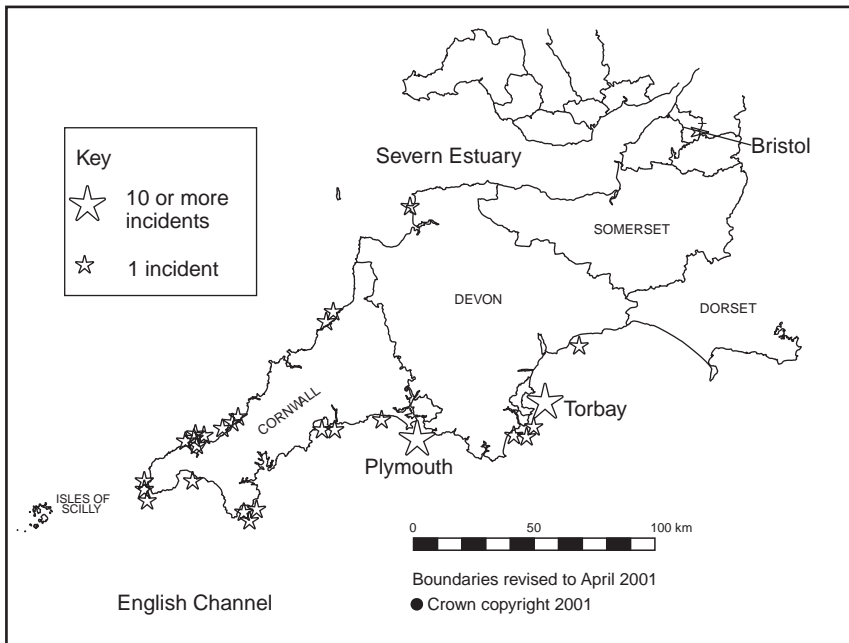 Severn Estuary
Bristol
Key
10 or more
incidents
1 incident
SOMERSET
DEVON
DORSET
CORNWALL
Torbay
Plymouth
ISLES OF
SCILLY
0 50 100 km
Boundaries revised to April 2001
● Crown copyright 2001
English Channel